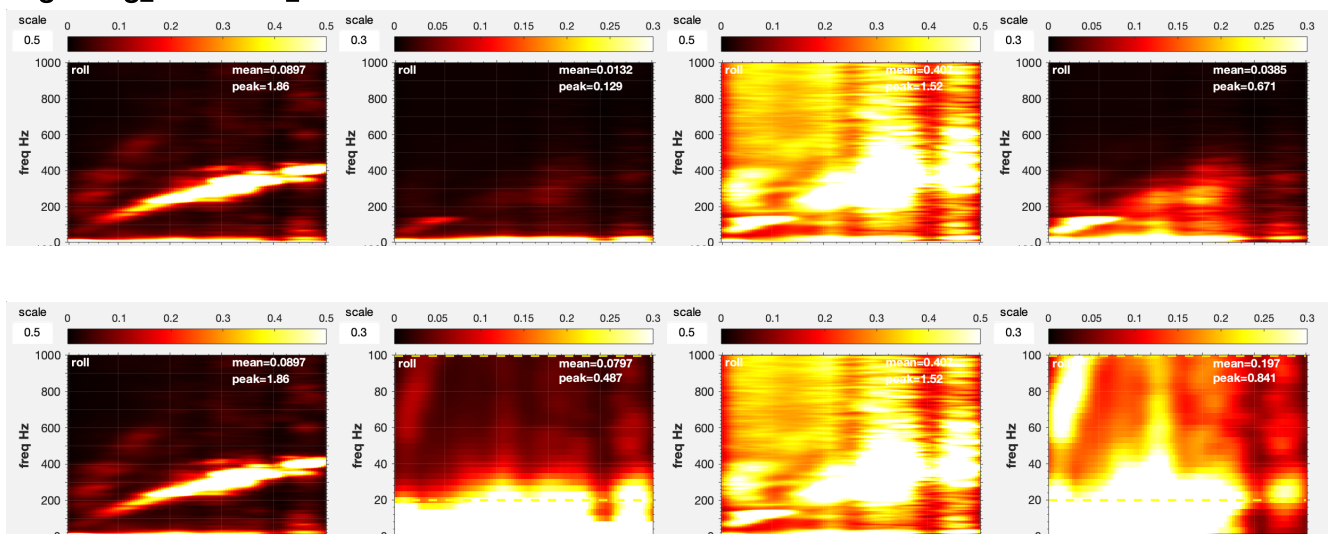 scale 0 0.1 0.2 0.3 0.4 0.5 scale 0 0.05 0.1 0.15 0.2 0.25 0.3 scale 0 0.1 0.2 0.3 0.4 0.5 scale 0 0.05 0.1 0.15 0.2 0.25 0.3
0.5 0.3 0.5 0.3
1000 roll mean=0.0897 1000 roll mean=0.0132 1000 roll mean=0.407 1000 roll mean=0.0385
peak=1.86 peak=0.129 peak=1.52 peak=0.671
800 800 800 800
600 600 600 600
freq Hz freq Hz freq Hz freq Hz
400 400 400 400
200 200 200 200
0 0 0 0
scale 0 0.1 0.2 0.3 0.4 0.5 scale 0 0.05 0.1 0.15 0.2 0.25 0.3 scale 0 0.1 0.2 0.3 0.4 0.5 scale 0 0.05 0.1 0.15 0.2 0.25 0.3
0.5 0.3 0.5 0.3
1000 roll mean=0.0897 100 roll mean=0.0797 1000 roll mean=0.407 100 roll mean=0.197
peak=1.86 peak=0.487 peak=1.52 peak=0.841
800 80 800 80
600 60 600 60
freq Hz freq Hz freq Hz freq Hz
400 40 400 40
200 20 200 20